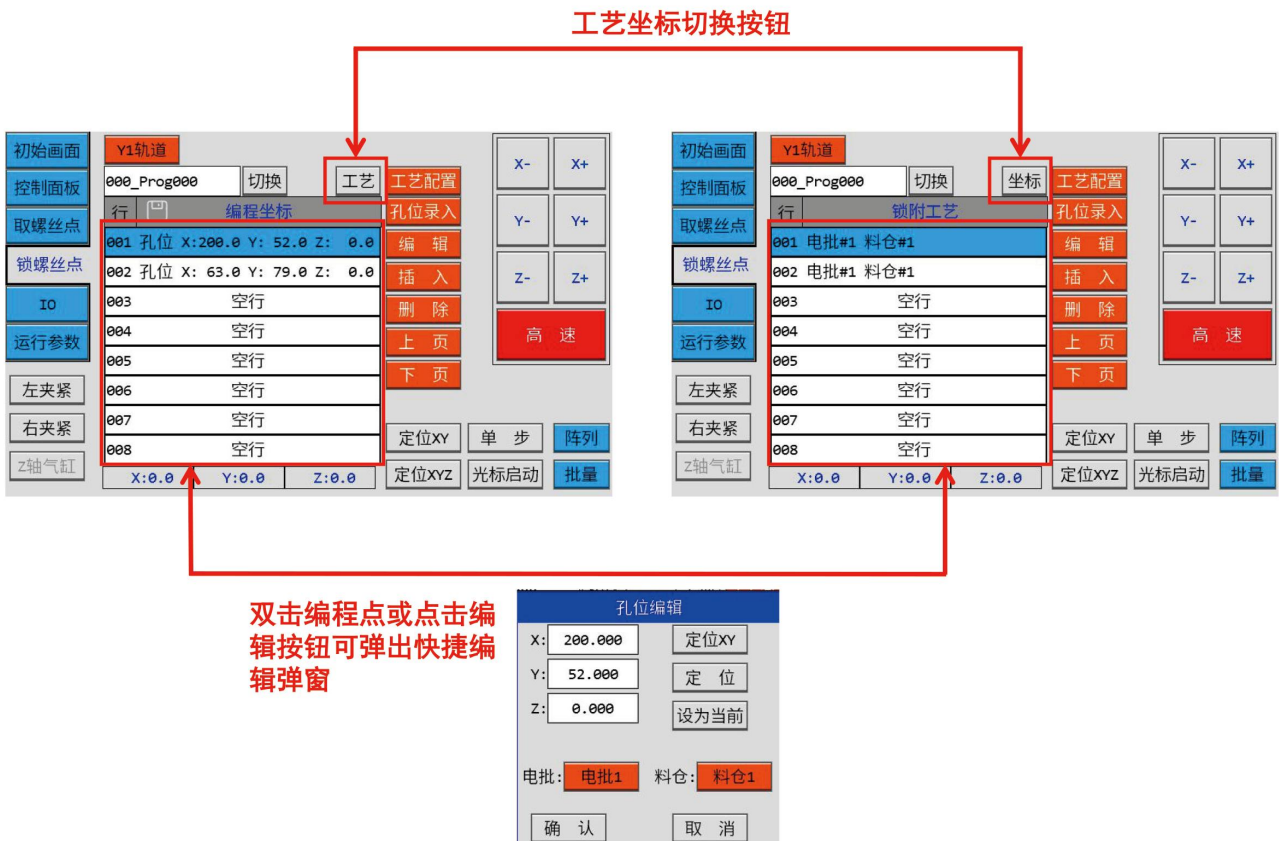 工艺坐标切换按钮
初始画面
控制面板
取螺丝点
锁螺丝点
IO
运行参数
左夹紧
右夹紧
Z轴气缸
Y1轨道
000_Prog000 切换 工艺
行 编程坐标
001 孔位 X:200.0 Y: 52.0 Z: 0.0
002 孔位 X: 63.0 Y: 79.0 Z: 0.0
003 空行
004 空行
005 空行
006 空行
007 空行
008 空行
X:0.0 Y:0.0 Z:0.0
工艺配置
孔位录入
编 辑
插 入
删 除
上 页
下 页
X- X+
Y- Y+
Z- Z+
高 速
定位XY 单 步 阵列
定位XYZ 光标启动 批量
初始画面
控制面板
取螺丝点
锁螺丝点
IO
运行参数
左夹紧
右夹紧
Z轴气缸
Y1轨道
000_Prog000 切换 坐标
行 锁附工艺
001 电批#1 料仓#1
002 电批#1 料仓#1
003 空行
004 空行
005 空行
006 空行
007 空行
008 空行
X:0.0 Y:0.0 Z:0.0
工艺配置
孔位录入
编 辑
插 入
删 除
上 页
下 页
X- X+
Y- Y+
Z- Z+
高 速
定位XY 单 步 阵列
定位XYZ 光标启动 批量
双击编程点或点击编
辑按钮可弹出快捷编
辑弹窗
孔位编辑
X: 200.000 定位XY
Y: 52.000 定 位
Z: 0.000 设为当前
电批: 电批1 料仓: 料仓1
确 认 取 消